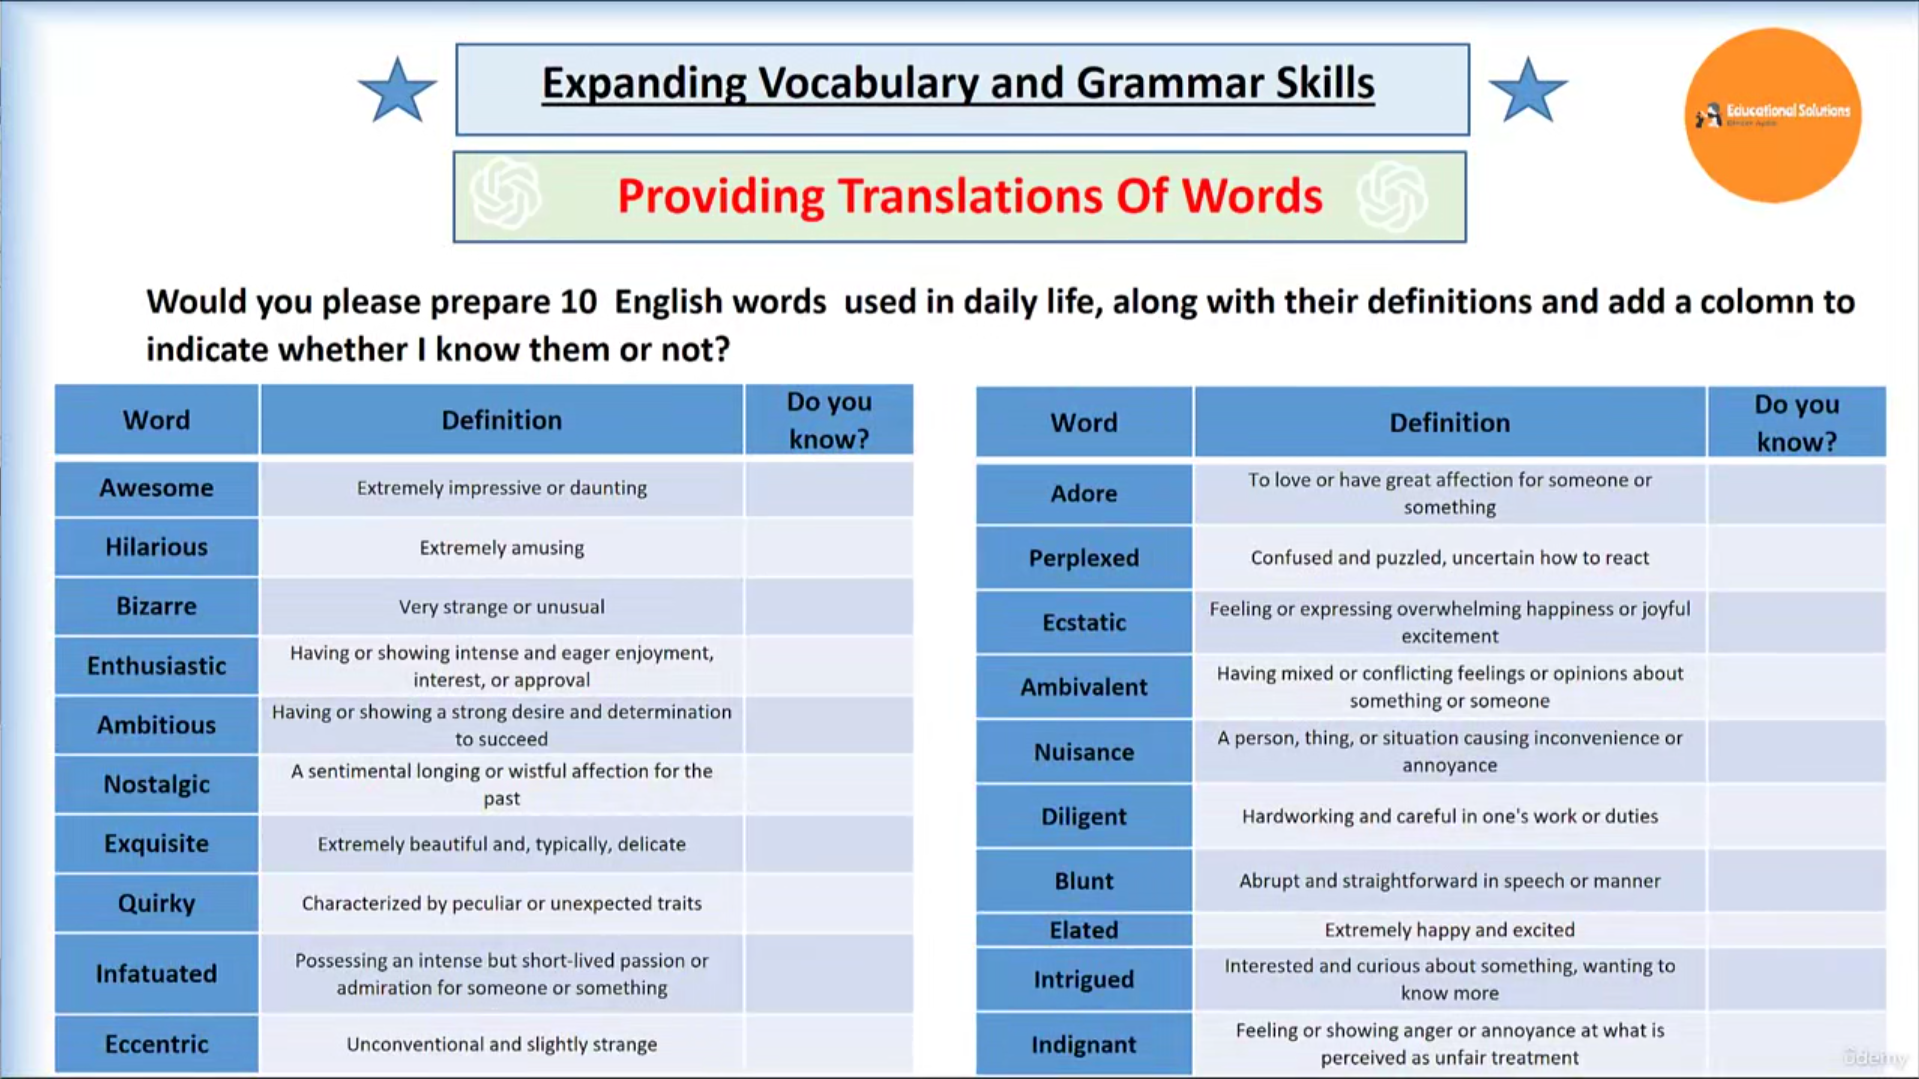 Expanding Vocabulary and Grammar Skills
Educational Solutions
Providing Translations Of Words
Would you please prepare 10 English words used in daily life, along with their definitions and add a colomn to
indicate whether I know them or not?
Word
Definition
Do you
know?
Awesome
Extremely impressive or daunting
Hilarious
Extremely amusing
Bizarre
Very strange or unusual
Enthusiastic
Having or showing intense and eager enjoyment,
interest, or approval
Ambitious
Having or showing a strong desire and determination
to succeed
Nostalgic
A sentimental longing or wistful affection for the
past
Exquisite
Extremely beautiful and, typically, delicate
Quirky
Characterized by peculiar or unexpected traits
Infatuated
Possessing an intense but short-lived passion or
admiration for someone or something
Eccentric
Unconventional and slightly strange
Word
Definition
Do you
know?
Adore
To love or have great affection for someone or
something
Perplexed
Confused and puzzled, uncertain how to react
Ecstatic
Feeling or expressing overwhelming happiness or joyful
excitement
Ambivalent
Having mixed or conflicting feelings or opinions about
something or someone
Nuisance
A person, thing, or situation causing inconvenience or
annoyance
Diligent
Hardworking and careful in one's work or duties
Blunt
Abrupt and straightforward in speech or manner
Elated
Extremely happy and excited
Intrigued
Interested and curious about something, wanting to
know more
Indignant
Feeling or showing anger or annoyance at what is
perceived as unfair treatment
ûdemy